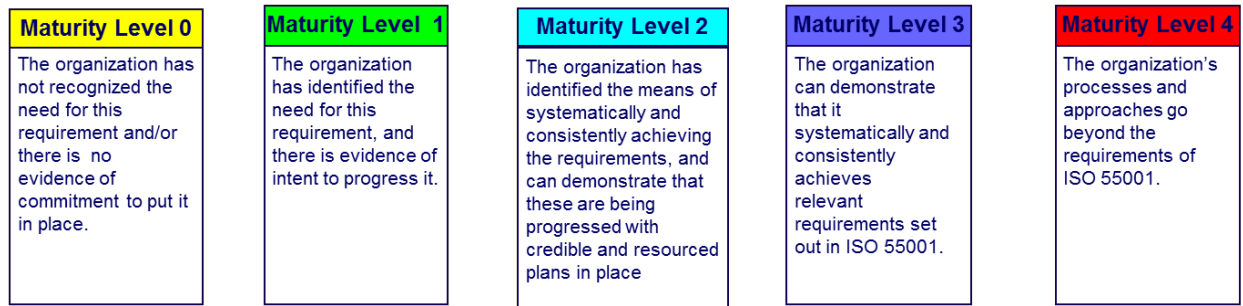 Maturity Level 0
The organization has
not recognized the
need for this
requirement and/or
there is no
evidence of
commitment to put it
in place.
Maturity Level 1
The organization
has identified the
need for this
requirement, and
there is evidence of
intent to progress it.
Maturity Level 2
The organization has
identified the means of
systematically and
consistently achieving
the requirements, and
can demonstrate that
these are being
progressed with
credible and resourced
plans in place
Maturity Level 3
The organization
can demonstrate
that it
systematically and
consistently
achieves
relevant
requirements set
out in ISO 55001.
Maturity Level 4
The organization’s
processes and
approaches go
beyond the
requirements of
ISO 55001.